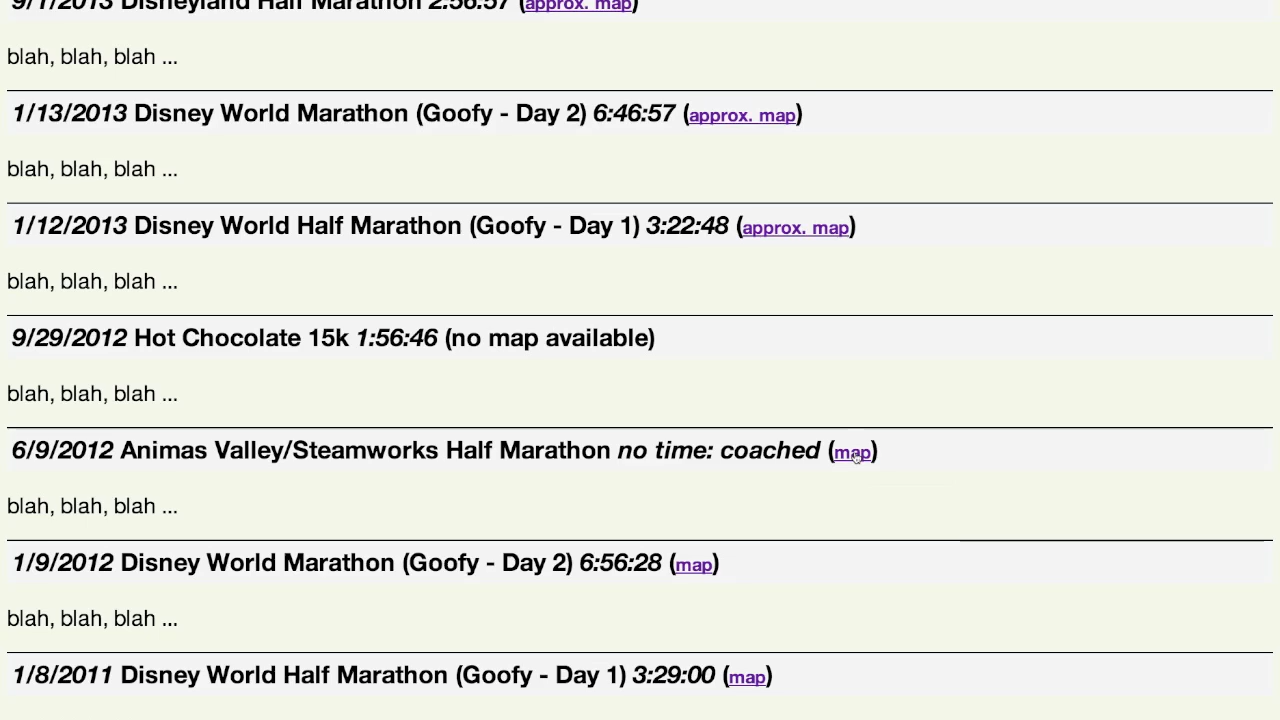 9/1/2013 Disneyland Half Marathon 2:56:57 (approx. map)
blah, blah, blah ...
1/13/2013 Disney World Marathon (Goofy - Day 2) 6:46:57 (approx. map)
blah, blah, blah ...
1/12/2013 Disney World Half Marathon (Goofy - Day 1) 3:22:48 (approx. map)
blah, blah, blah ...
9/29/2012 Hot Chocolate 15k 1:56:46 (no map available)
blah, blah, blah ...
6/9/2012 Animas Valley/Steamworks Half Marathon no time: coached (map)
blah, blah, blah ...
1/9/2012 Disney World Marathon (Goofy - Day 2) 6:56:28 (map)
blah, blah, blah ...
1/8/2011 Disney World Half Marathon (Goofy - Day 1) 3:29:00 (map)